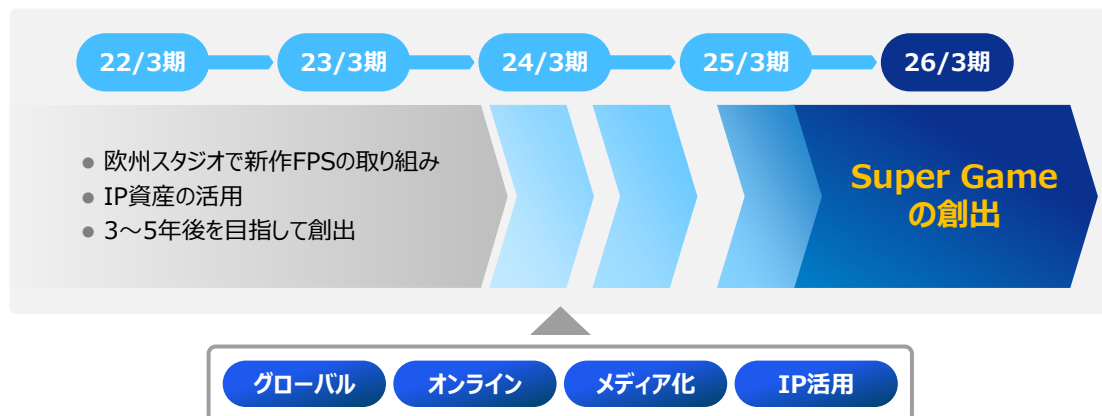 22/3期
23/3期
24/3期
25/3期
26/3期
● 欧州スタジオで新作FPSの取り組み
● IP資産の活用
● 3～5年後を目指して創出
Super Game
の創出
グローバル
オンライン
メディア化
IP活用